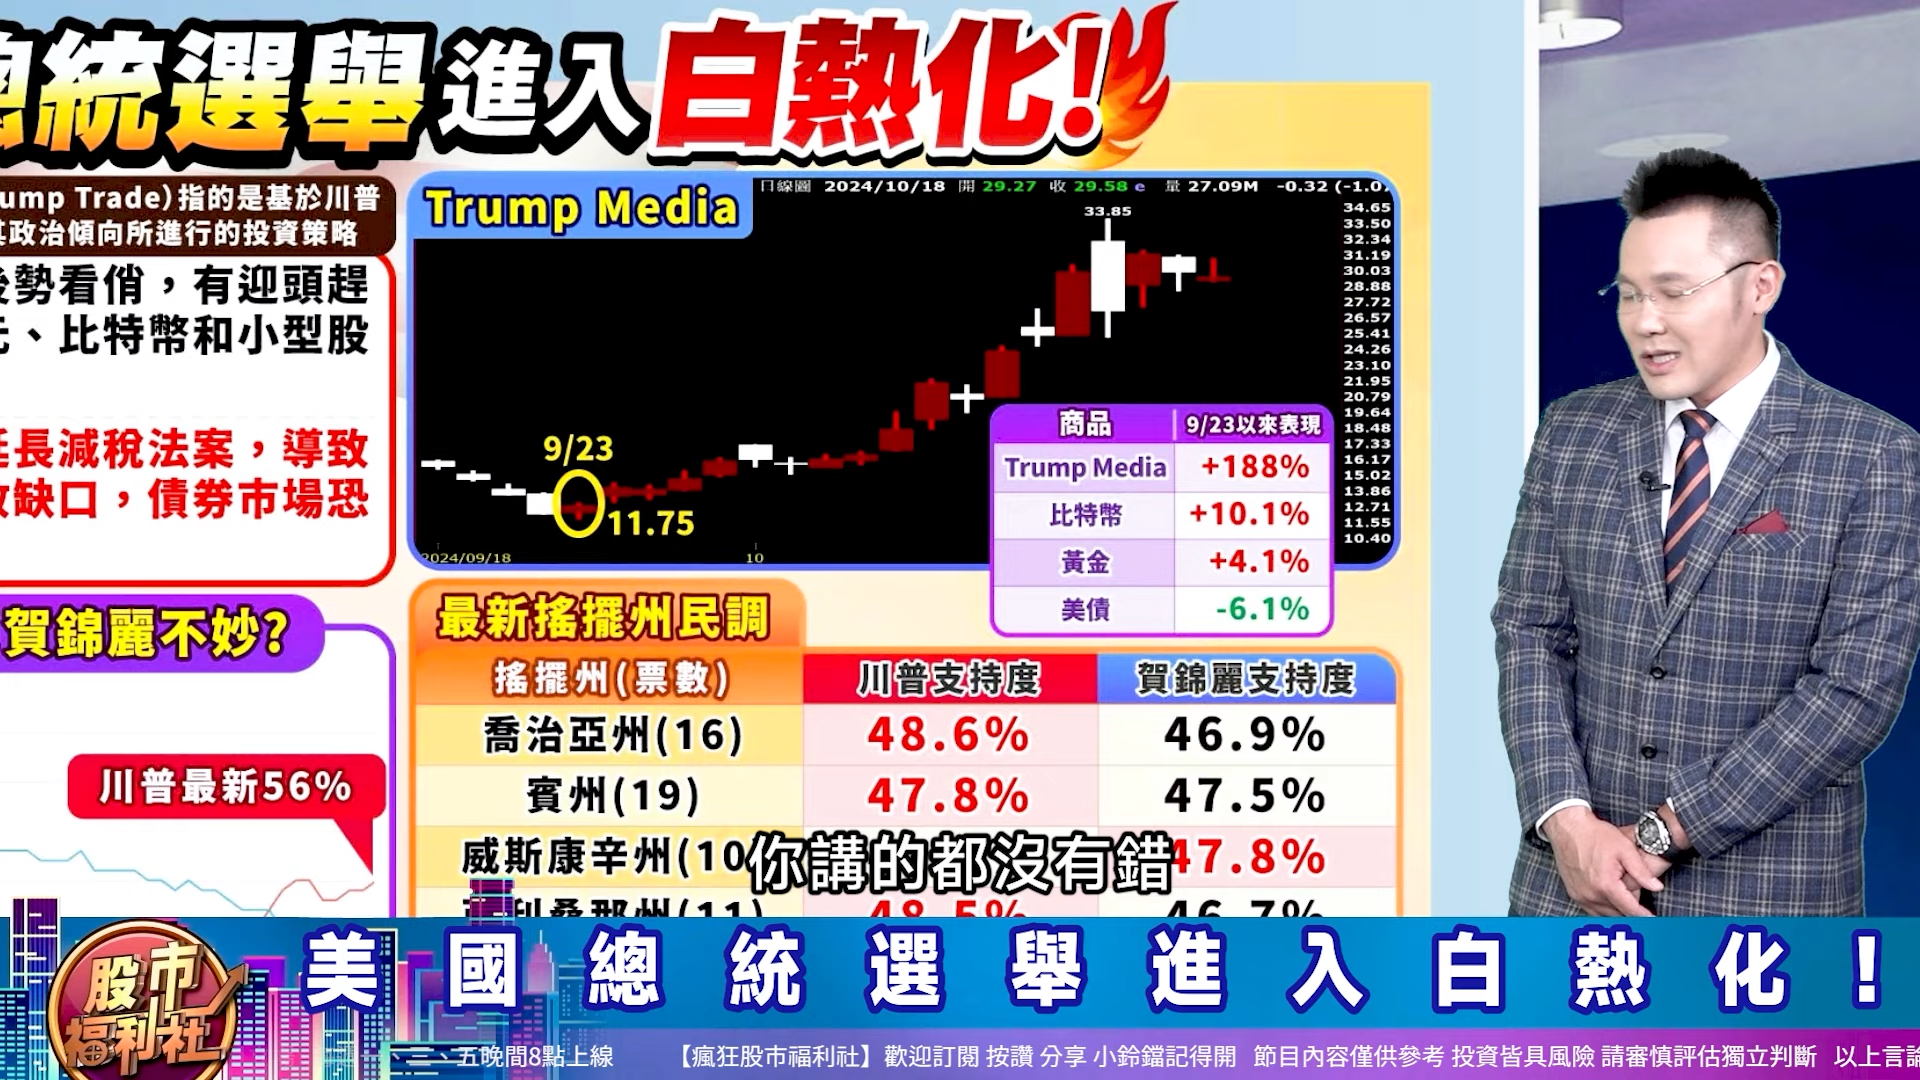 總統選舉進入白熱化!
ump Trade)指的是基於川普
其政治傾向所進行的投資策略
後勢看俏，有迎頭趕
元、比特幣和小型股
延長減稅法案，導致
政缺口，債券市場恐
Trump Media
日線圖 2024/10/18 開 29.27 收 29.58 e 量 27.09M -0.32 (-1.07
33.85
34.65
33.50
32.34
31.19
30.03
28.88
27.72
26.57
25.41
24.26
23.10
21.95
20.79
19.64
18.48
17.33
16.17
15.02
13.86
12.71
11.55
10.40
9/23
11.75
2024/09/18 10
商品 9/23以來表現
Trump Media +188%
比特幣 +10.1%
黃金 +4.1%
美債 -6.1%
賀錦麗不妙?
川普最新56%
最新搖擺州民調
搖擺州(票數) 川普支持度 賀錦麗支持度
喬治亞州(16) 48.6% 46.9%
賓州(19) 47.8% 47.5%
威斯康辛州(10 47.8%
利桑那州(11) 48.5% 46.7%
你講的都沒有錯
美國總統選舉進入白熱化！
股市
福利社
一、三、五晚間8點上線 【瘋狂股市福利社】歡迎訂閱 按讚 分享 小鈴鐺記得開 節目內容僅供參考 投資皆具風險 請審慎評估獨立判斷 以上言論